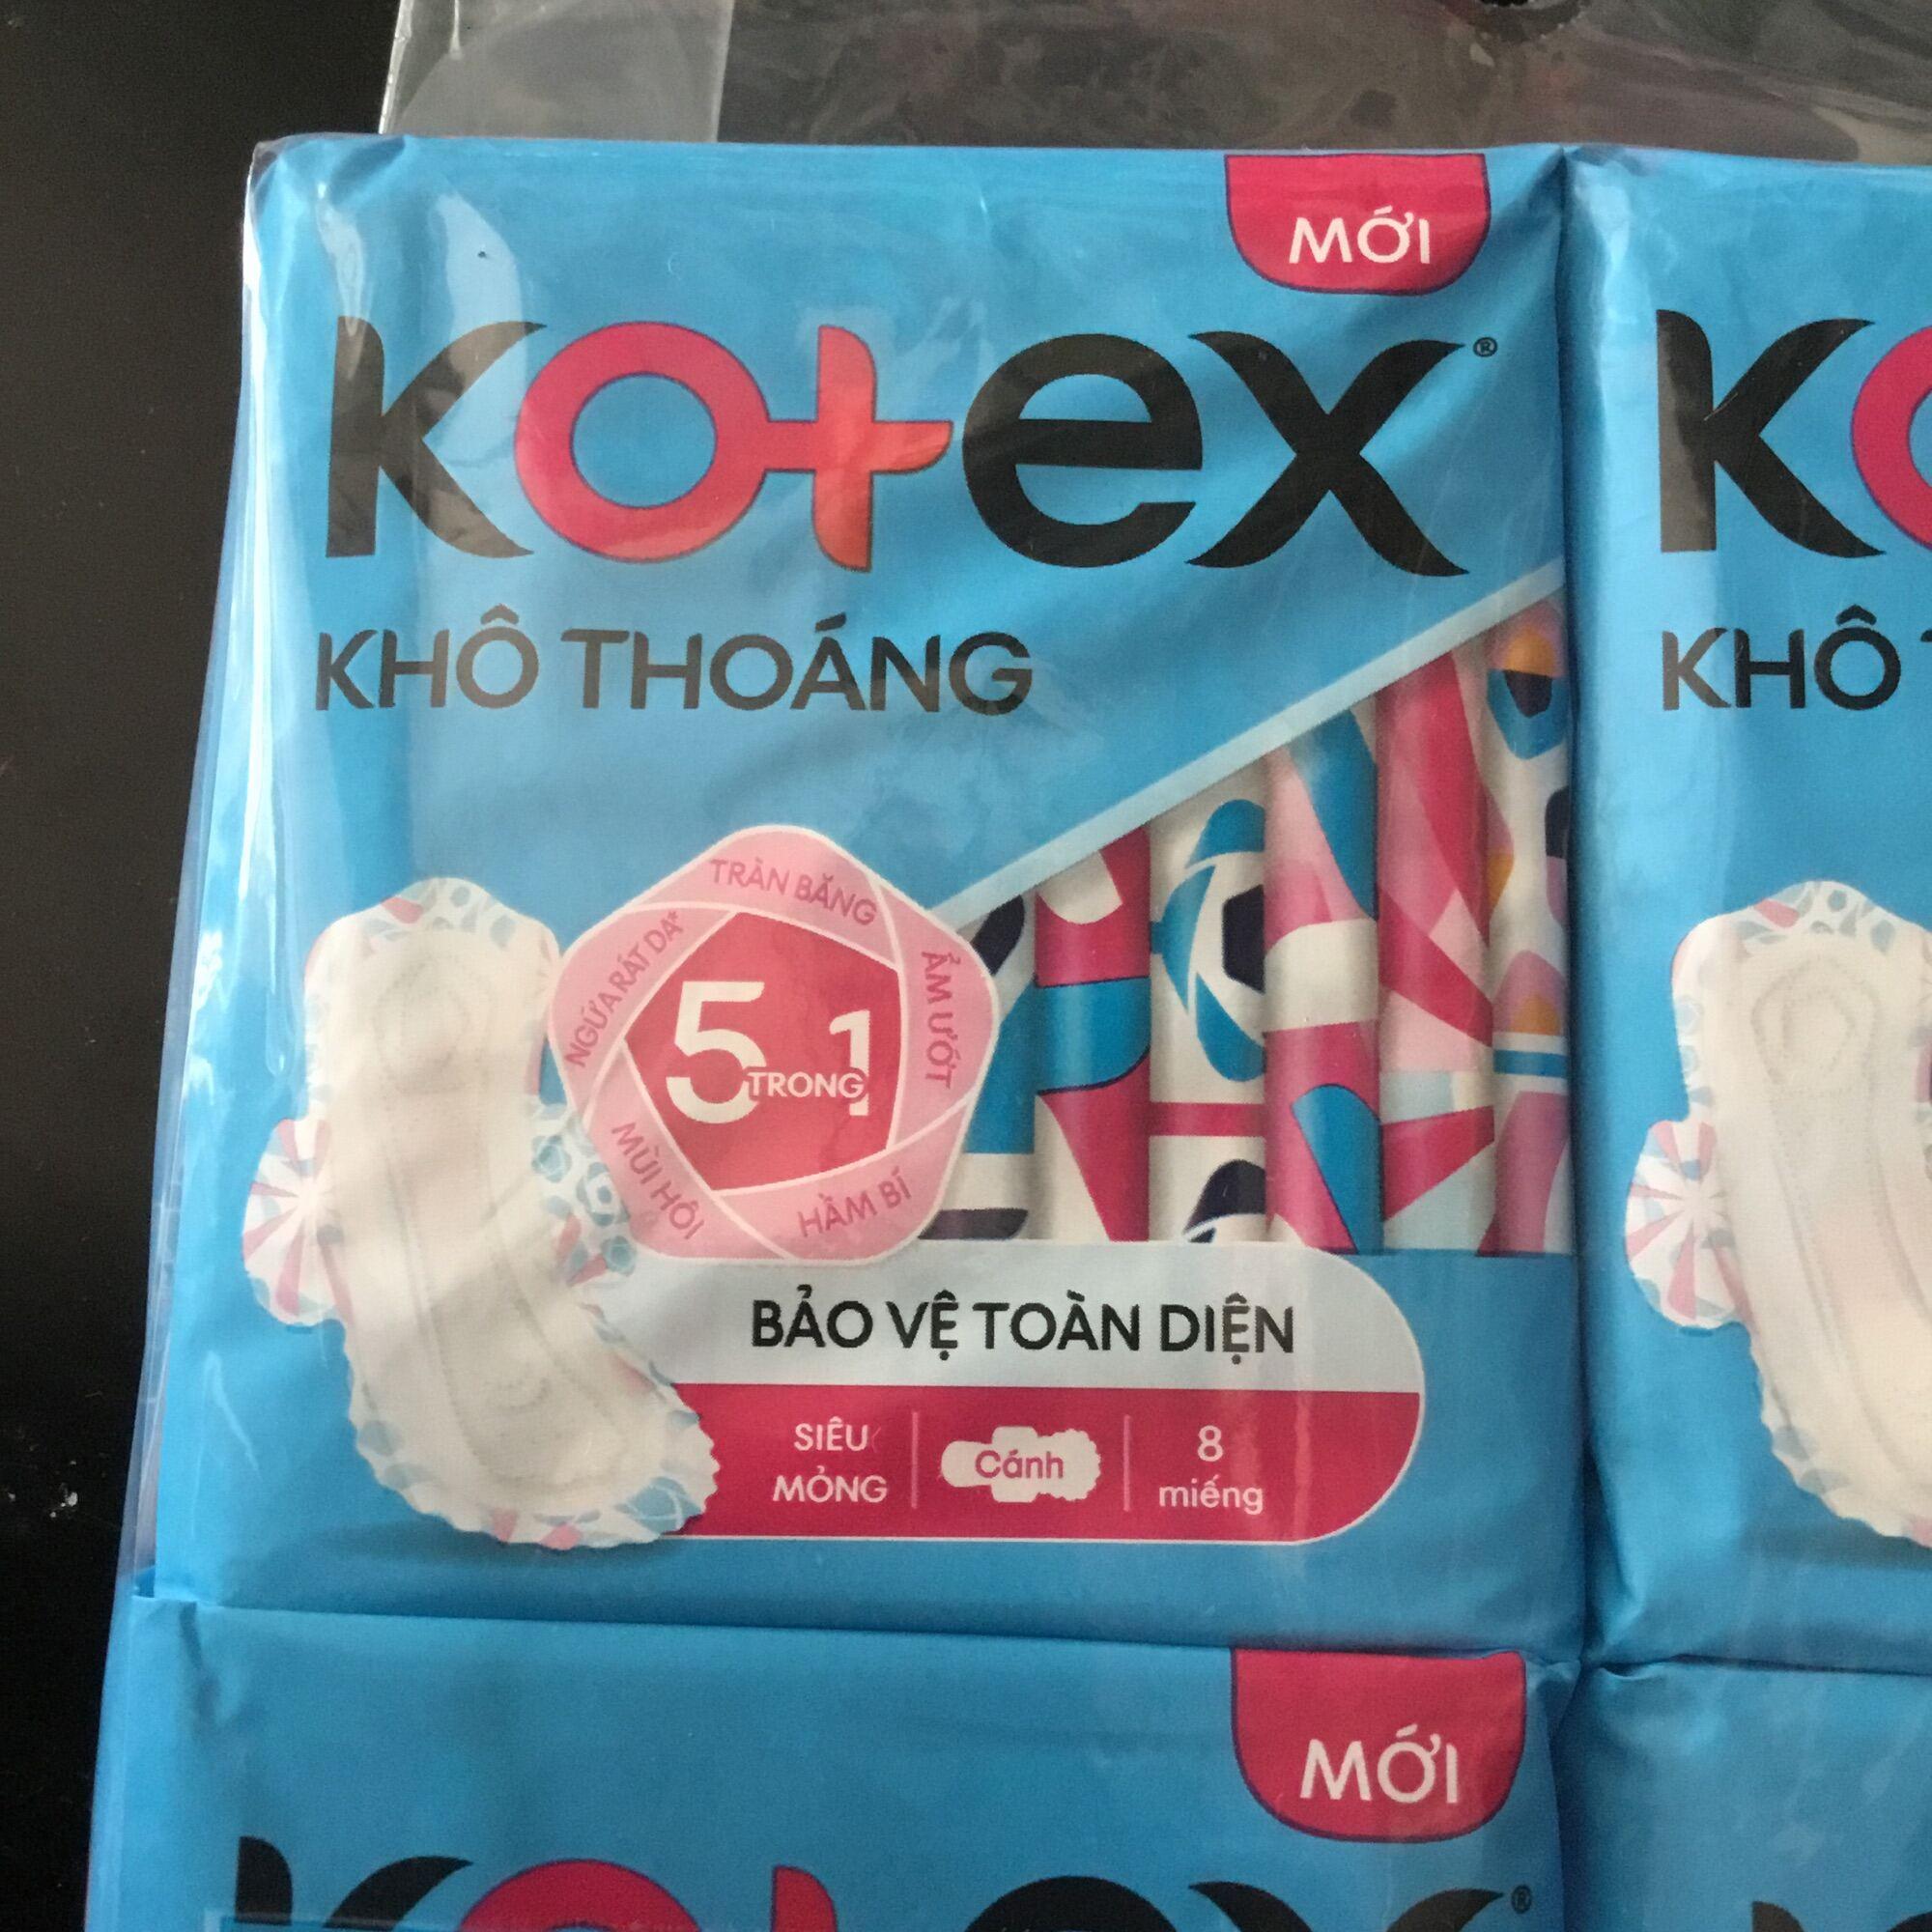 MỚI
Kotex®
KHÔ THOÁNG
TRÀN BĂNG
NGỨA RÁT DA*
ẨM ƯỚT
5 TRONG 1
MÙI HÔI
HẦM BÍ
BẢO VỆ TOÀN DIỆN
SIÊU MỎNG
Cánh
8 miếng
K
KHÔ
MỚI
Kotex®